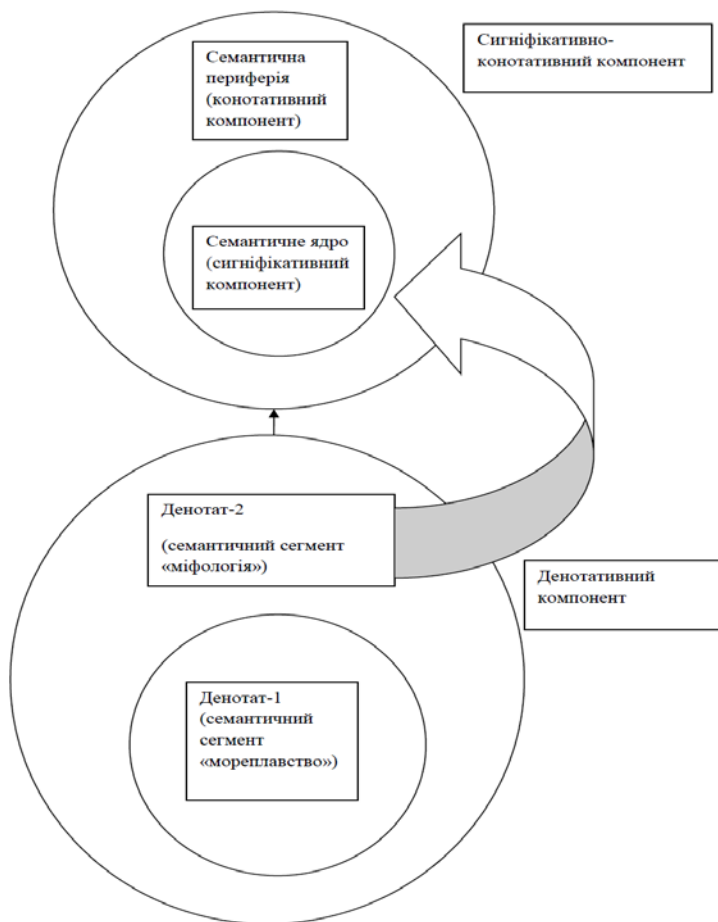 Семантична
периферія
(конотативний
компонент)
Сигніфікативно-
конотативний компонент
Семантичне ядро
(сигніфікативний
компонент)
Денотат-2
(семантичний сегмент
«міфологія»)
Денотативний
компонент
Денотат-1
(семантичний
сегмент
«мореплавство»)